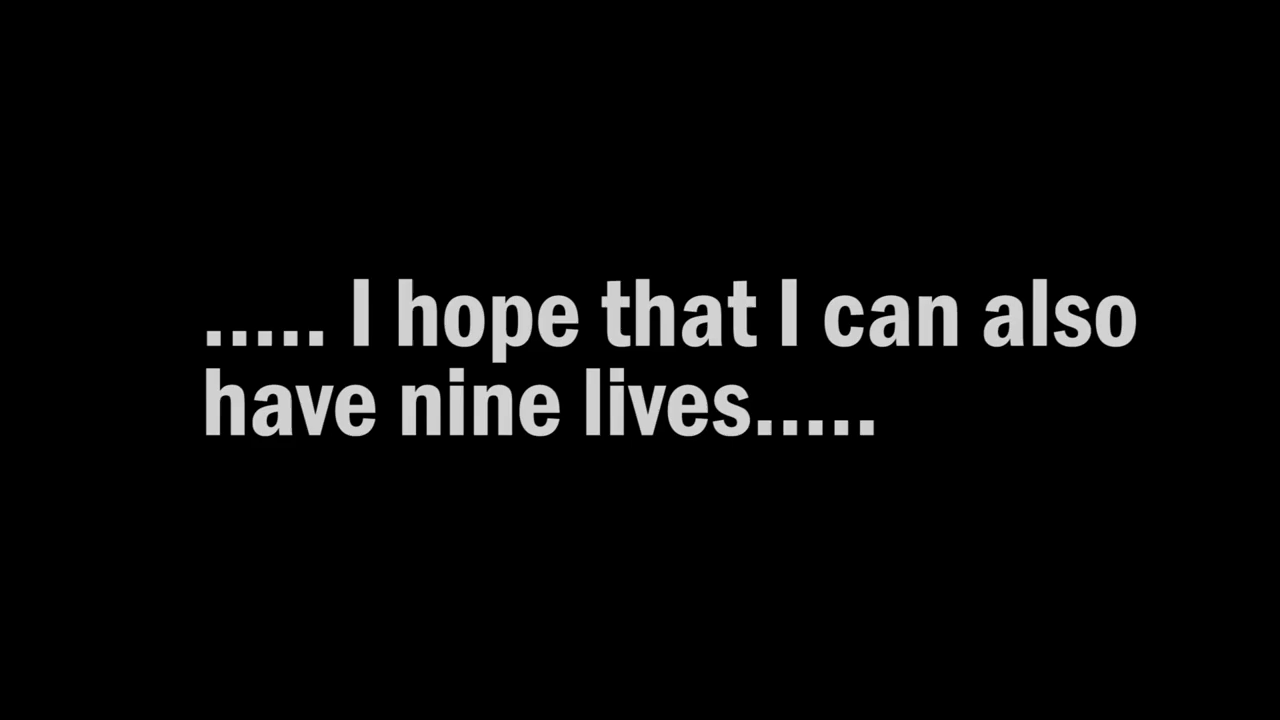 ..... I hope that I can also
have nine lives.....